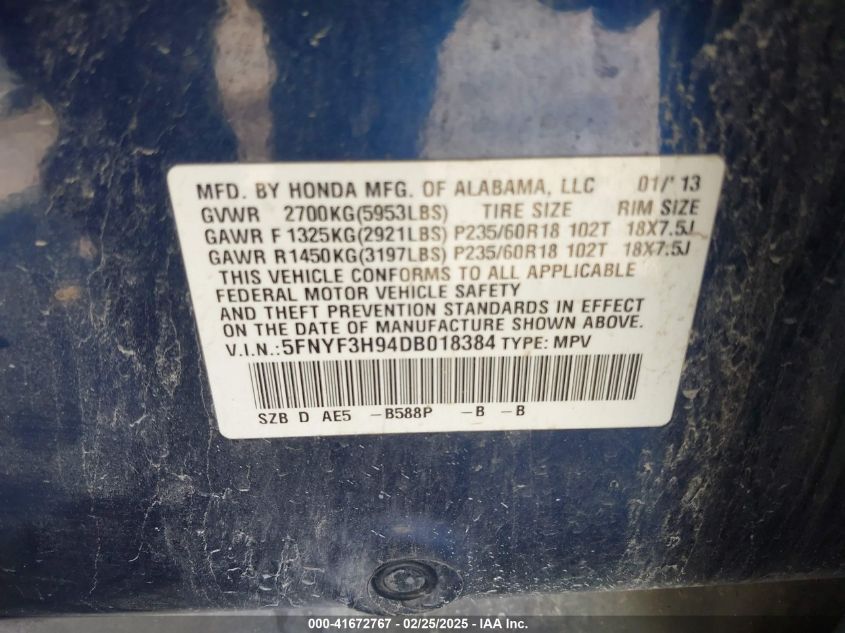 MFD. BY HONDA MFG. OF ALABAMA, LLC 01/'13
GVWR 2700KG(5953LBS) TIRE SIZE RIM SIZE
GAWR F 1325KG(2921LBS) P235/60R18 102T 18X7.5J
GAWR R1450KG(3197LBS) P235/60R18 102T 18X7.5J
THIS VEHICLE CONFORMS TO ALL APPLICABLE
FEDERAL MOTOR VEHICLE SAFETY
AND THEFT PREVENTION STANDARDS IN EFFECT
ON THE DATE OF MANUFACTURE SHOWN ABOVE.
V.I.N.: 5FNYF3H94DB018384 TYPE: MPV
SZB D AE5 -B588P -B -B
000-41672767 - 02/25/2025 - IAA Inc.